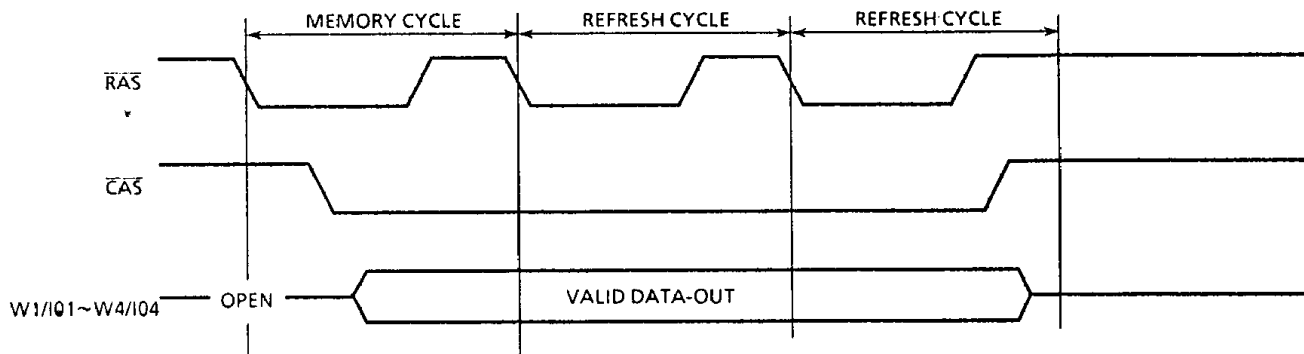 MEMORY CYCLE REFRESH CYCLE REFRESH CYCLE
RAS
CAS
OPEN VALID DATA-OUT
W1/IO1~W4/IO4